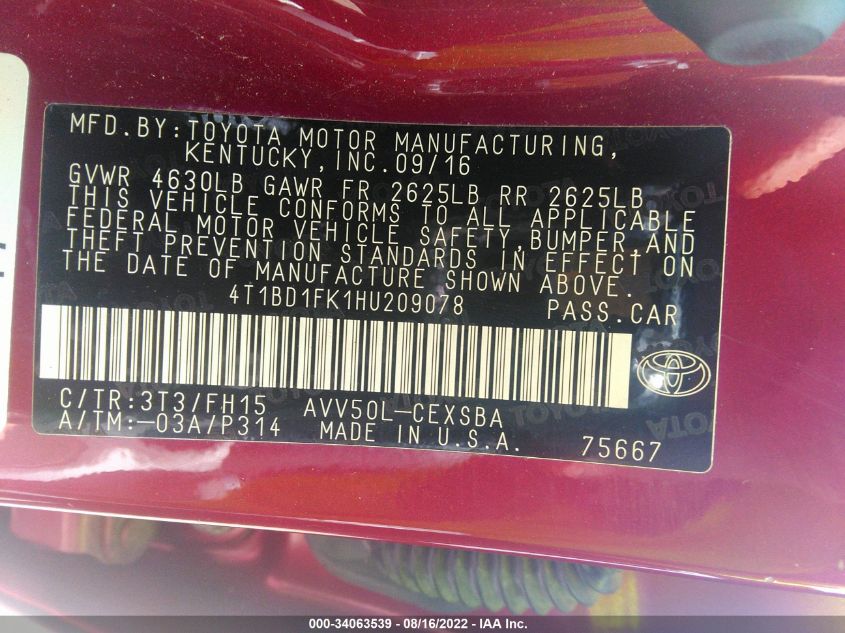 MFD.BY:TOYOTA MOTOR MANUFACTURING,
KENTUCKY,INC.09/16
GVWR 4630LB GAWR FR 2625LB RR 2625LB
THIS VEHICLE CONFORMS TO ALL APPLICABLE
FEDERAL MOTOR VEHICLE SAFETY,BUMPER,AND
THEFT PREVENTION STANDARDS IN EFFECT ON
THE DATE OF MANUFACTURE SHOWN ABOVE.
4T1BD1FK1HU209078 PASS.CAR
C/TR:3T3/FH15 AVV50L-CEXSBA
A/TM:-03A/P314 MADE IN U.S.A. 75667
000-34063539 - 08/16/2022 - IAA Inc.